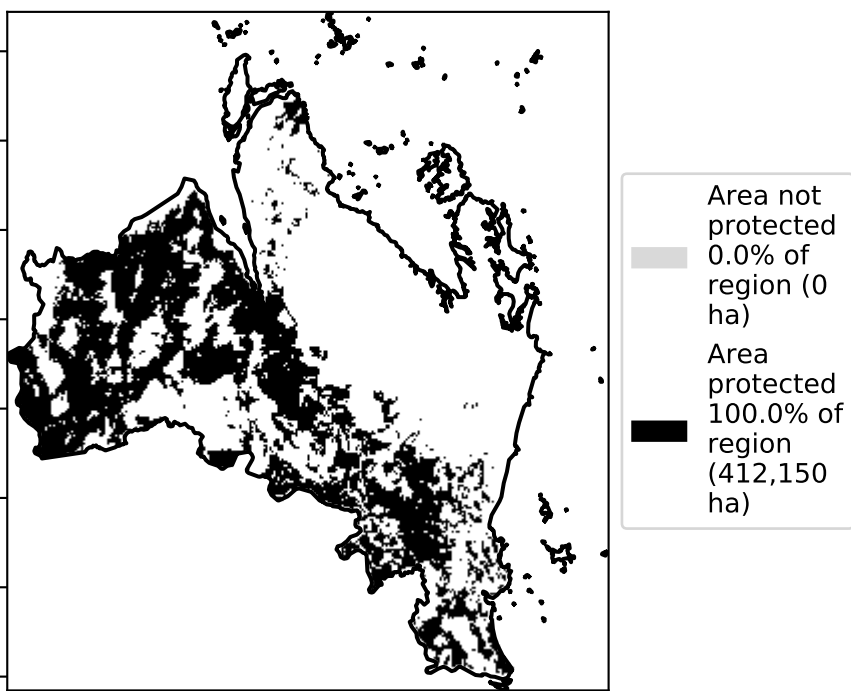 Area not
protected
0.0% of
region (0
ha)
Area
protected
100.0% of
region
(412,150
ha)